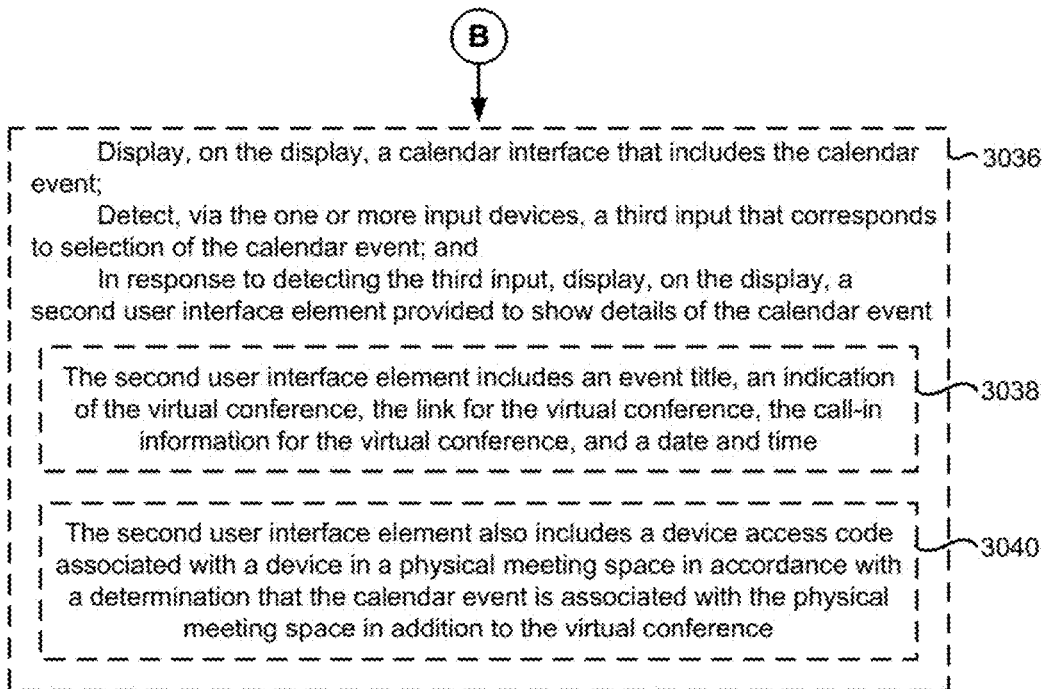 B
Display, on the display, a calendar interface that includes the calendar
event;
Detect, via the one or more input devices, a third input that corresponds
to selection of the calendar event; and
In response to detecting the third input, display, on the display, a
second user interface element provided to show details of the calendar event
3036
The second user interface element includes an event title, an indication
of the virtual conference, the link for the virtual conference, the call-in
information for the virtual conference, and a date and time
3038
The second user interface element also includes a device access code
associated with a device in a physical meeting space in accordance with
a determination that the calendar event is associated with the physical
meeting space in addition to the virtual conference
3040